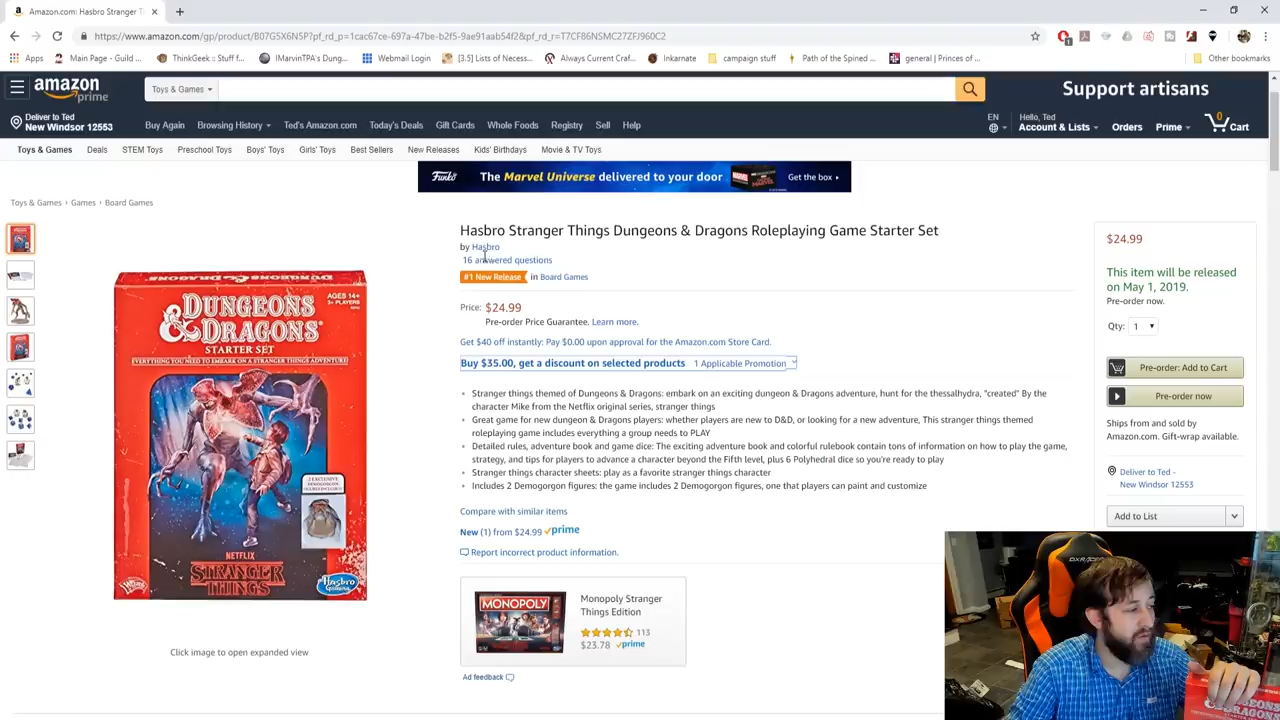 Amazon.com: Hasbro Stranger T
https://www.amazon.com/gp/product/B07G5X6N5P?pf_rd_p=1cac67ce-697a-47be-b2f5-9ae91aab54f2&pf_rd_r=T7CF86NSMC27ZFJ960C2
Apps Main Page - Guild ... ThinkGeek :: Stuff f... IMarvinTPA's Dung... Webmail Login [3.5] Lists of Necess... Always Current Craf... Inkarnate campaign stuff Path of the Spined ... general | Princes of ... Other bookmarks
amazon prime
Toys & Games
Support artisans
Deliver to Ted
New Windsor 12553
Buy Again Browsing History Ted's Amazon.com Today's Deals Gift Cards Whole Foods Registry Sell Help
EN
Hello, Ted
Account & Lists Orders Prime 0 Cart
Toys & Games Deals STEM Toys Preschool Toys Boys' Toys Girls' Toys Best Sellers New Releases Kids' Birthdays Movie & TV Toys
Funko The Marvel Universe delivered to your door Get the box ›
Toys & Games › Games › Board Games
DUNGEONS
& DRAGONS
AGES 14+
STARTER SET
EVERYTHING YOU NEED TO EMBARK ON A STRANGER THINGS ADVENTURE
NETFLIX
STRANGER
THINGS
Hasbro
Gaming
Click image to open expanded view
Hasbro Stranger Things Dungeons & Dragons Roleplaying Game Starter Set
by Hasbro
16 answered questions
#1 New Release in Board Games
Price: $24.99
Pre-order Price Guarantee. Learn more.
Get $40 off instantly: Pay $0.00 upon approval for the Amazon.com Store Card.
Buy $35.00, get a discount on selected products 1 Applicable Promotion
Stranger things themed of Dungeons & Dragons: embark on an exciting dungeon & Dragons adventure, hunt for the thessalhydra, "created" By the
character Mike from the Netflix original series, stranger things
Great game for new dungeon & Dragons players: whether players are new to D&D, or looking for a new adventure, This stranger things themed
roleplaying game includes everything a group needs to PLAY
Detailed rules, adventure book and game dice: The exciting adventure book and colorful rulebook contain tons of information on how to play the game,
strategy, and tips for players to advance a character beyond the Fifth level, plus 6 Polyhedral dice so you're ready to play
Stranger things character sheets: play as a favorite stranger things character
Includes 2 Demogorgon figures: the game includes 2 Demogorgon figures, one that players can paint and customize
Compare with similar items
New (1) from $24.99 prime
Report incorrect product information.
MONOPOLY
Monopoly Stranger
Things Edition
113
$23.78 prime
Ad feedback
$24.99
This item will be released
on May 1, 2019.
Pre-order now.
Qty: 1
Pre-order: Add to Cart
Pre-order now
Ships from and sold by
Amazon.com. Gift-wrap available.
Deliver to Ted -
New Windsor 12553
Add to List
DXRACER
DUNGEONS
DRAGONS